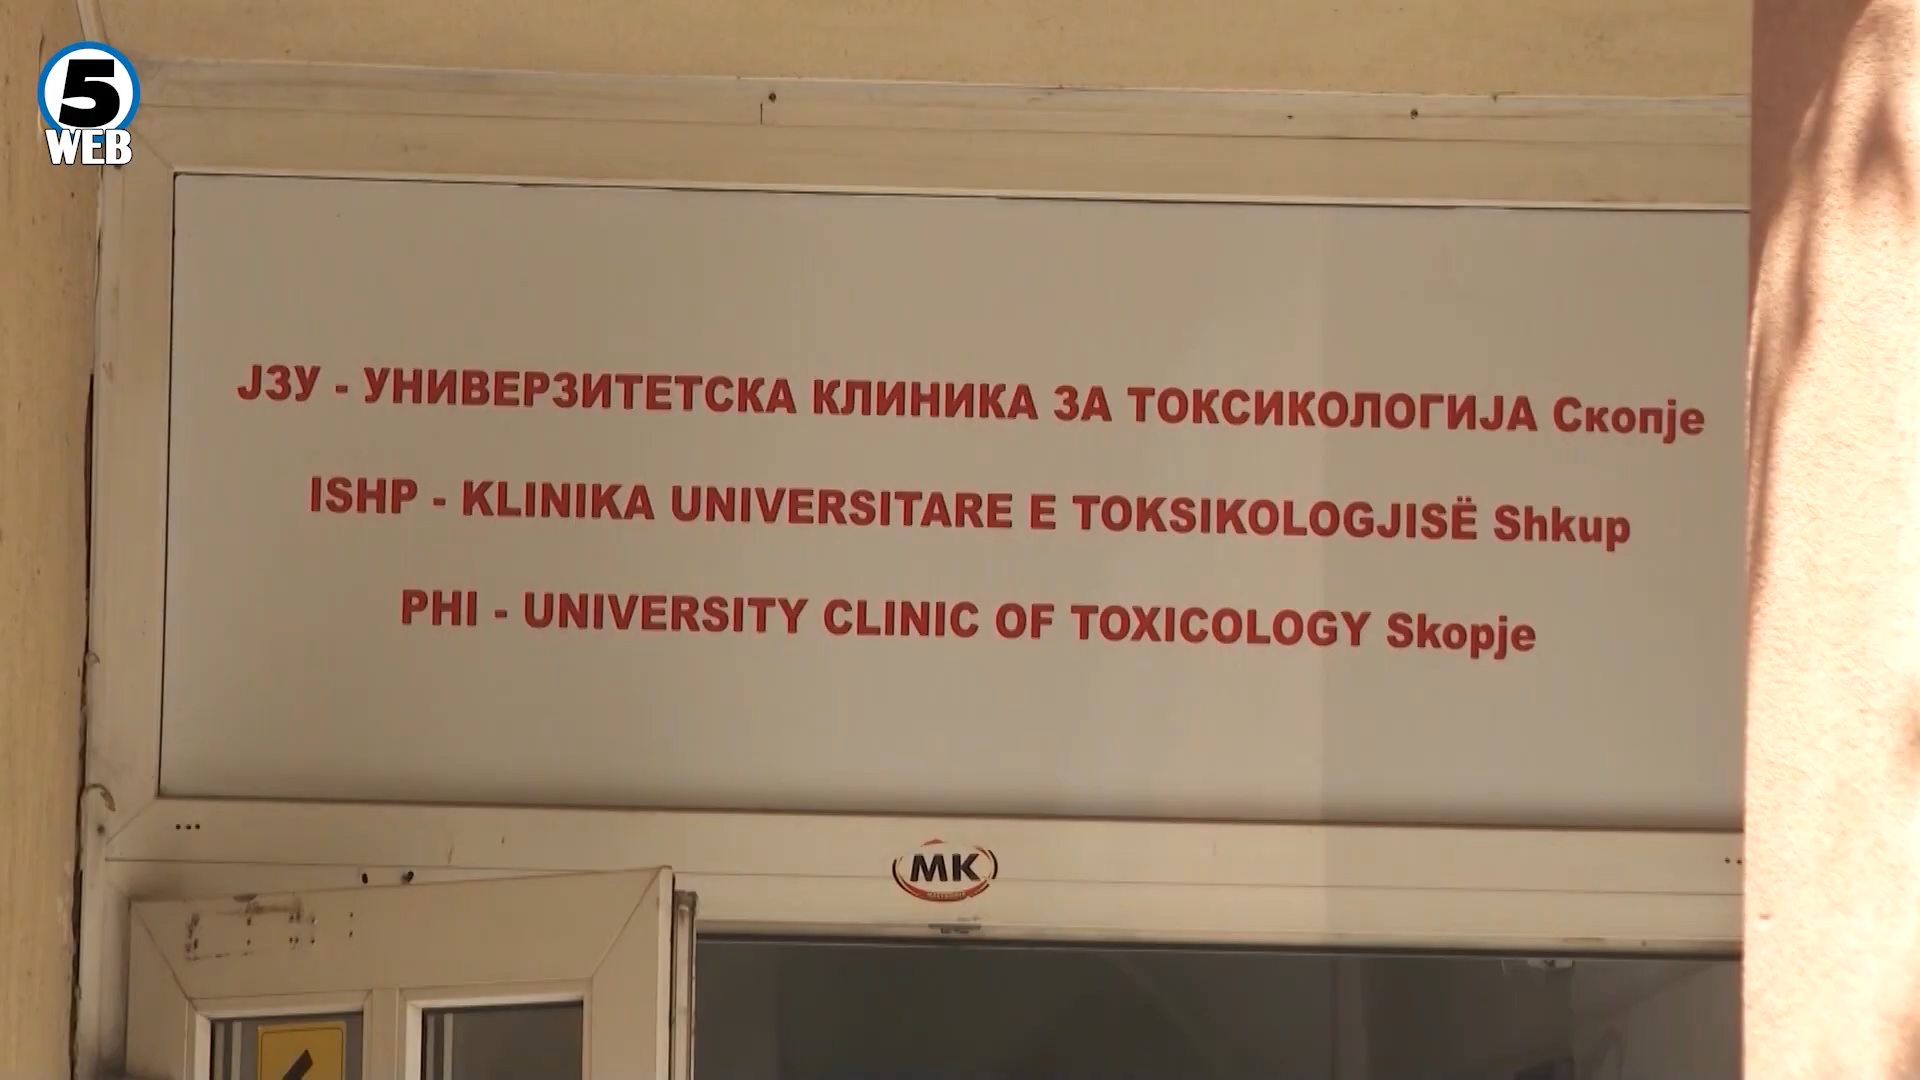 5
WEB
ЈЗУ - УНИВЕРЗИТЕТСКА КЛИНИКА ЗА ТОКСИКОЛОГИЈА Скопје
ISHP - KLINIKA UNIVERSITARE E TOKSIKOLOGJISË Shkup
PHI - UNIVERSITY CLINIC OF TOXICOLOGY Skopje
МК